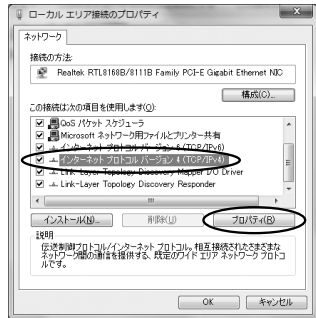 ローカル エリア接続のプロパティ
ネットワーク
接続の方法:
Realtek RTL8168B/8111B Family PCI-E Gigabit Ethernet NIC
構成(C)...
この接続は次の項目を使用します(O):
QoS パケット スケジューラ
Microsoft ネットワーク用ファイルとプリンター共有
インターネット プロトコル バージョン 6 (TCP/IPv6)
インターネット プロトコル バージョン 4 (TCP/IPv4)
Link-Layer Topology Discovery Mapper I/O Driver
Link-Layer Topology Discovery Responder
インストール(N)...
削除(U)
プロパティ(R)
説明
伝送制御プロトコル/インターネット プロトコル。相互接続されたさまざまな
ネットワーク間の通信を提供する、既定のワイド エリア ネットワーク プロトコ
ルです。
OK
キャンセル